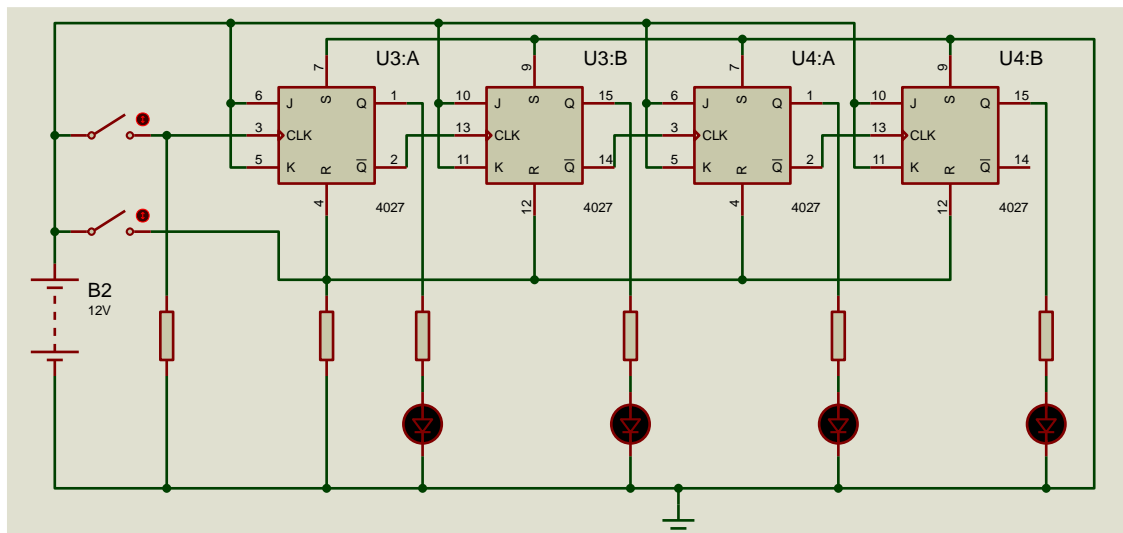 U3:A U3:B U4:A U4:B
7 9 7 9
6 J S Q 1 10 J S Q 15 6 J S Q 1 10 J S Q 15
3 CLK 13 CLK 3 CLK 13 CLK
5 K R Q 2 11 K R Q 14 5 K R Q 2 11 K R Q 14
4 12 4 12
4027 4027 4027 4027
B2
12V